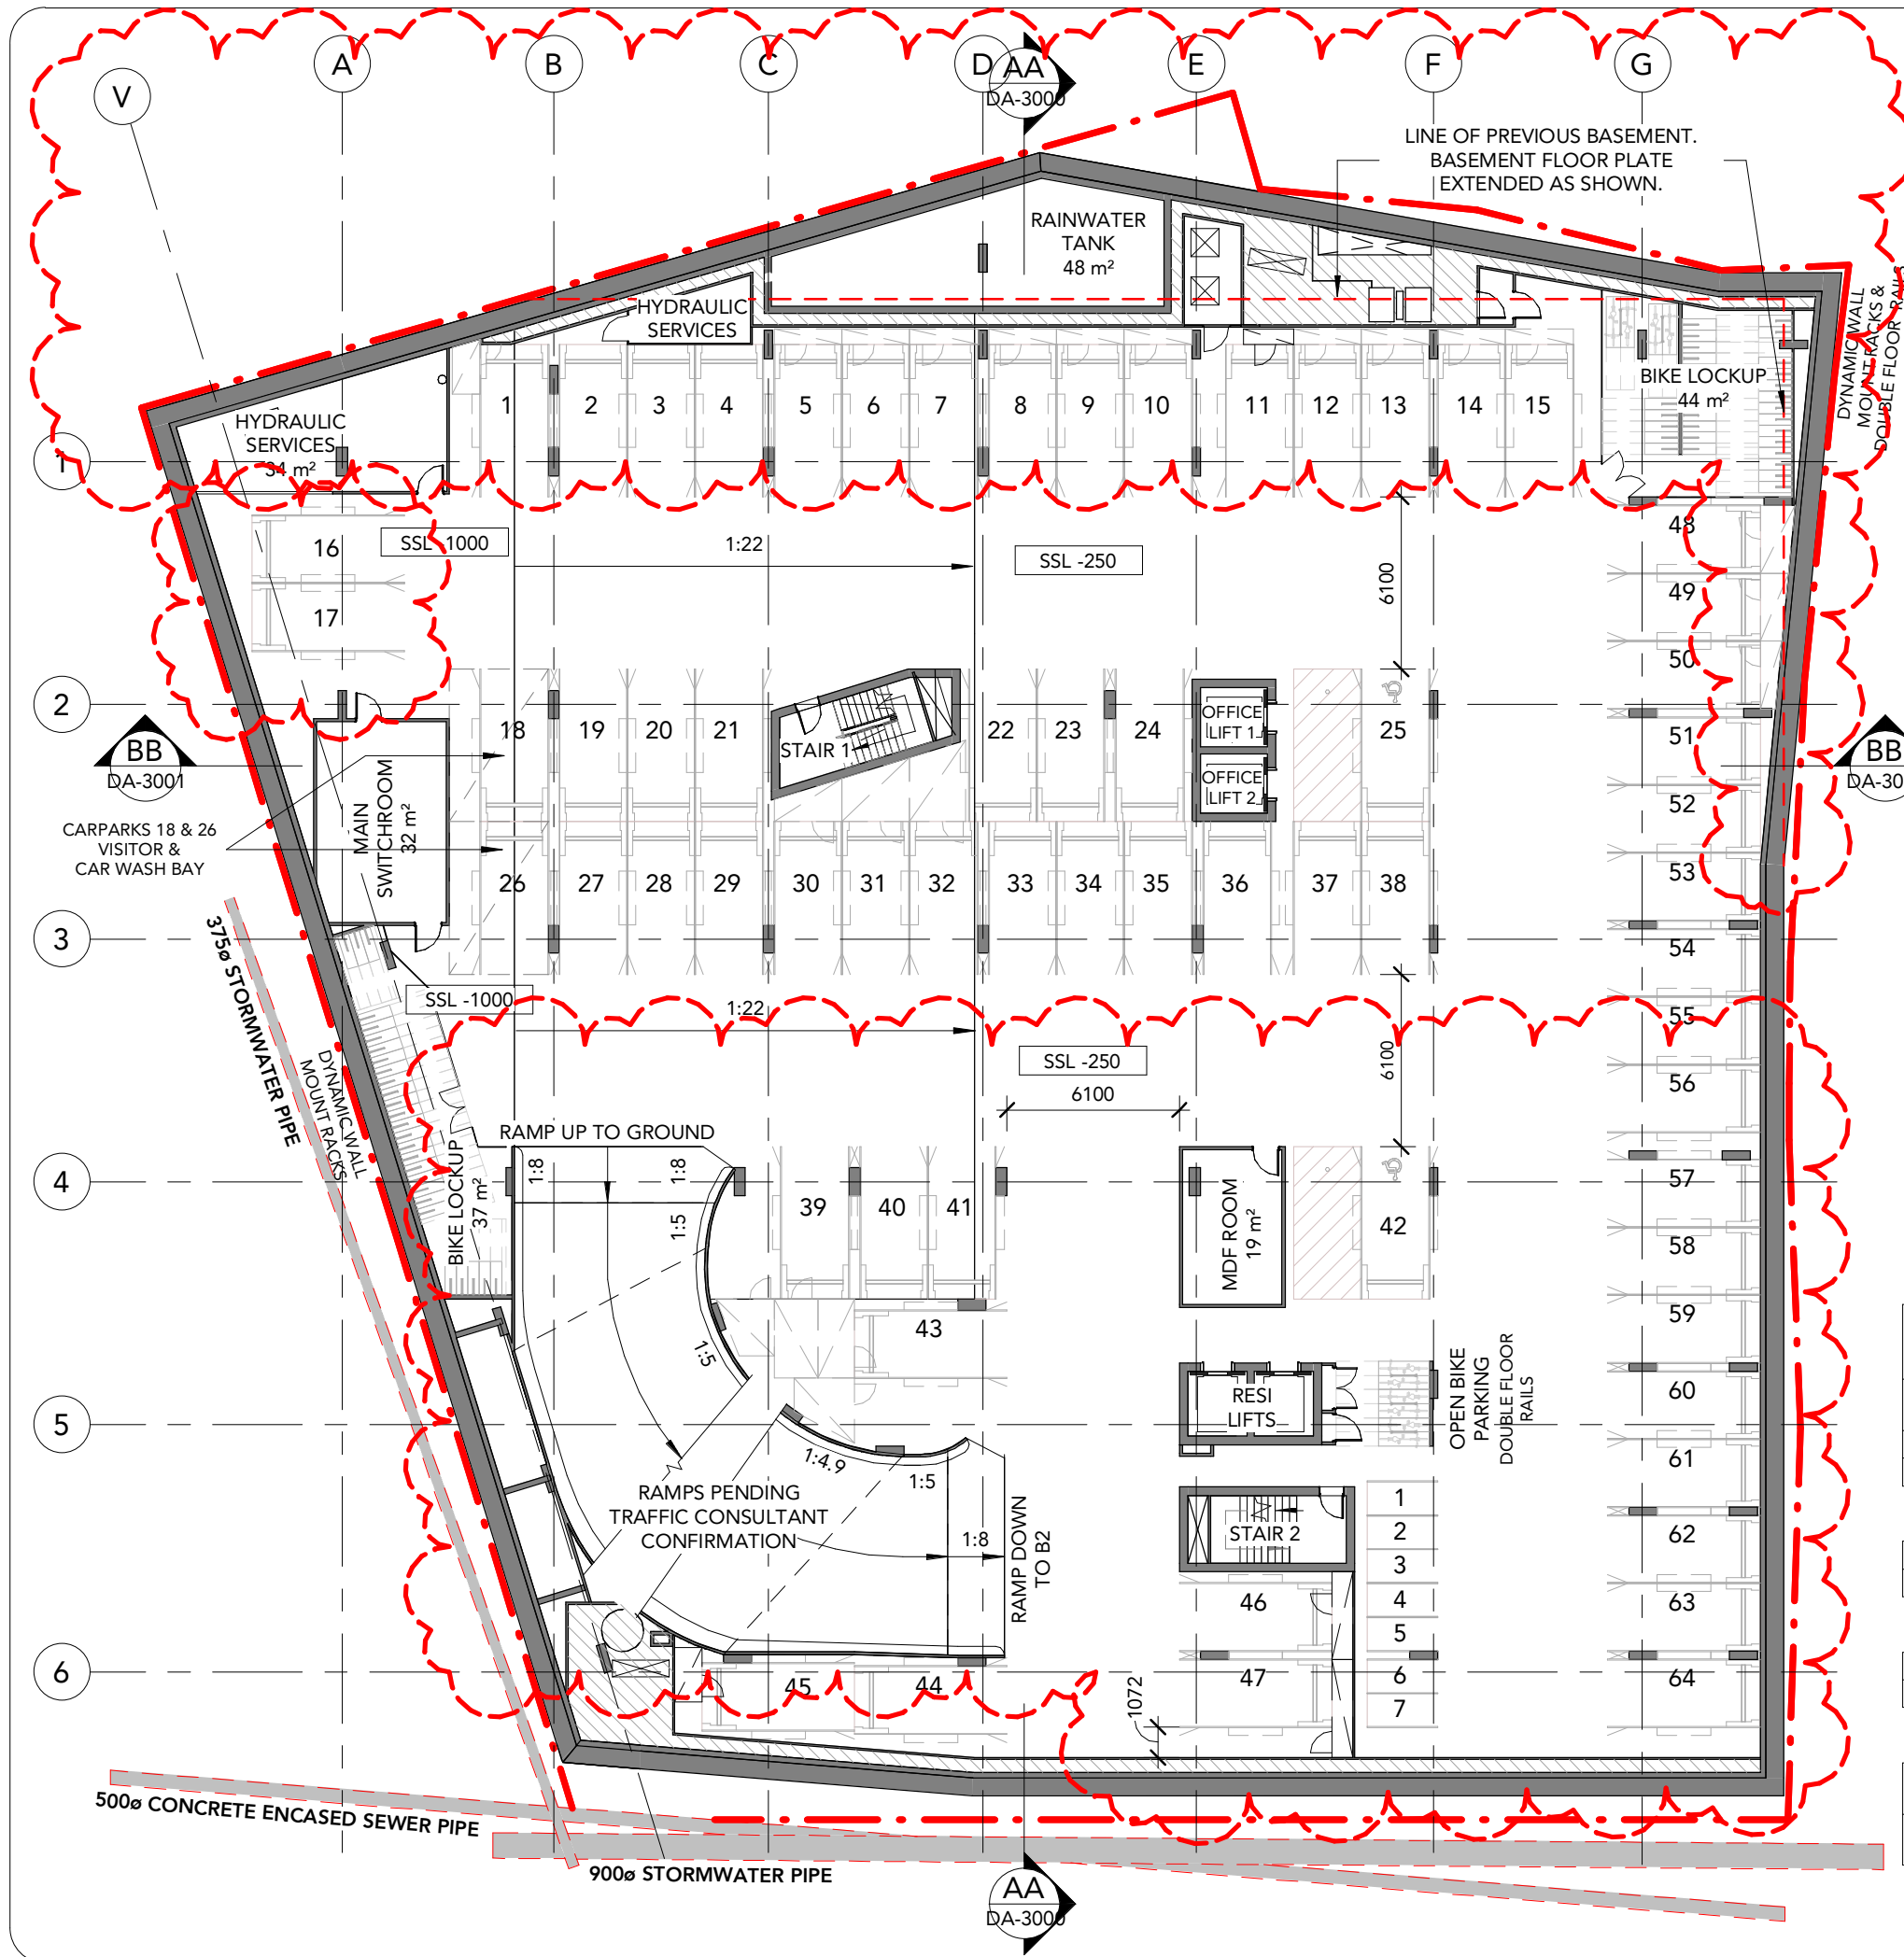 A
B
C
D
E
F
G
V
AA
DA-3000
LINE OF PREVIOUS BASEMENT.
BASEMENT FLOOR PLATE
EXTENDED AS SHOWN.
RAINWATER
TANK
48 m²
HYDRAULIC
SERVICES
DYNAMIC WALL
MOUNT RACKS &
DOUBLE FLOOR RAILS
BIKE LOCKUP
44 m²
HYDRAULIC
SERVICES
34 m²
1
1
2
3
4
5
6
7
8
9
10
11
12
13
14
15
16
17
SSL -1000
1:22
SSL -250
6100
48
49
50
51
52
53
54
55
56
57
58
59
60
61
62
63
64
2
BB
DA-3001
CARPARKS 18 & 26
VISITOR &
CAR WASH BAY
MAIN
SWITCHROOM
32 m²
18
19
20
21
STAIR 1
22
23
24
OFFICE
LIFT 1
OFFICE
LIFT 2
25
BB
DA-30
26
27
28
29
30
31
32
33
34
35
36
37
38
3
375ø STORMWATER PIPE
SSL -1000
1:22
SSL -250
6100
6100
DYNAMIC WALL
MOUNT RACKS
BIKE LOCKUP
37 m²
RAMP UP TO GROUND
1:8
1:8
1:5
1:5
4
39
40
41
MDF ROOM
19 m²
42
43
5
RESI
LIFTS
OPEN BIKE
PARKING
DOUBLE FLOOR
RAILS
1:4.9
1:5
RAMPS PENDING
TRAFFIC CONSULTANT
CONFIRMATION
1:8
RAMP DOWN
TO B2
STAIR 2
1
2
3
4
5
6
7
46
47
6
45
44
1072
500ø CONCRETE ENCASED SEWER PIPE
900ø STORMWATER PIPE
AA
DA-3000